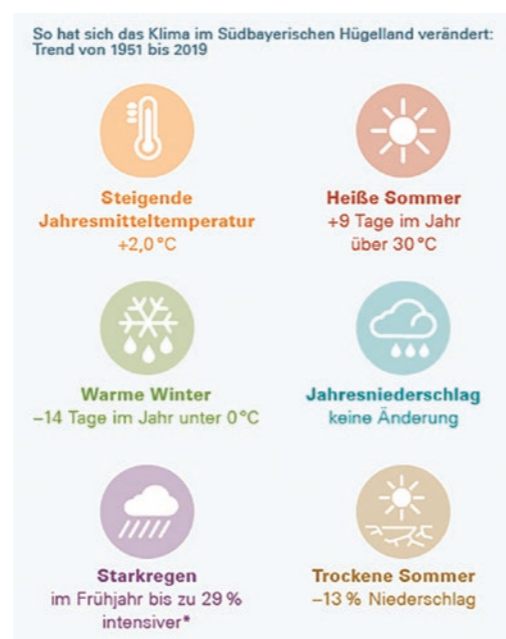 So hat sich das Klima im Südbayerischen Hügelland verändert:
Trend von 1951 bis 2019
Steigende
Jahresmitteltemperatur
+2,0 °C
Heiße Sommer
+9 Tage im Jahr
über 30 °C
Warme Winter
−14 Tage im Jahr unter 0 °C
Jahresniederschlag
keine Änderung
Starkregen
im Frühjahr bis zu 29 %
intensiver*
Trockene Sommer
−13 % Niederschlag